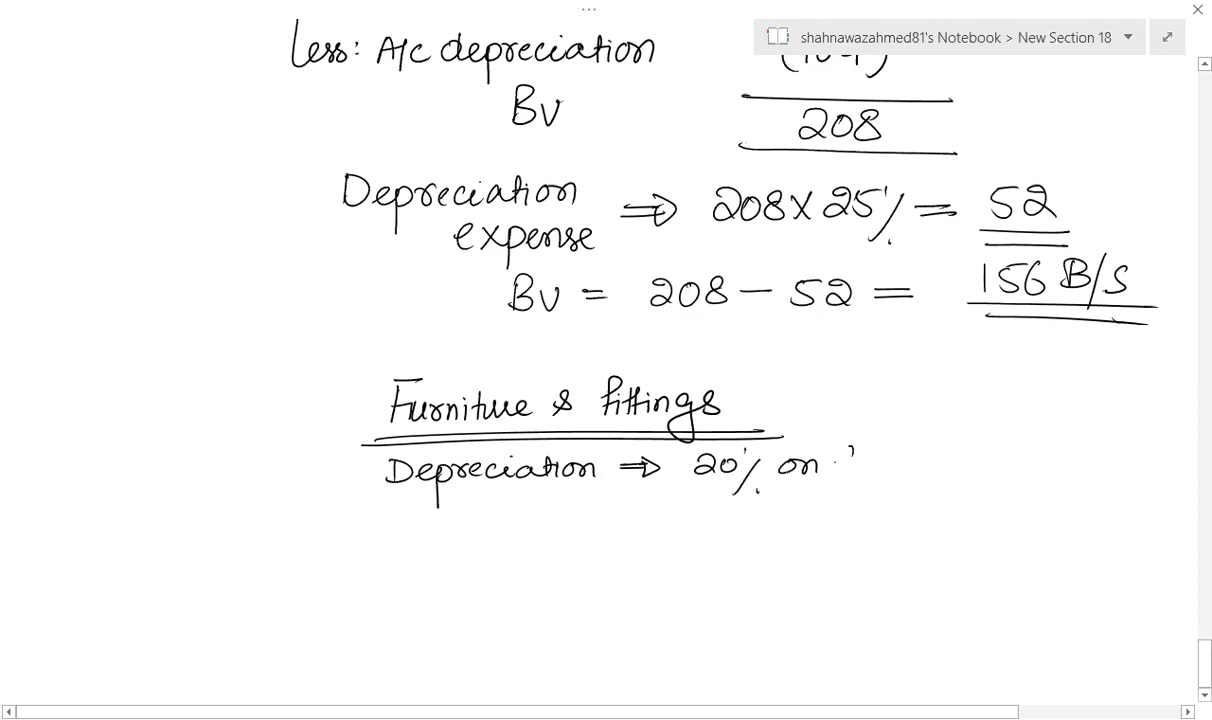 shahnawazahmed81's Notebook > New Section 18
Less: A/c depreciation
BV 208
Depreciation expense ⇒ 208 X 25% = 52
BV = 208 – 52 = 156 B/S
Furniture & fittings
Depreciation ⇒ 20% on